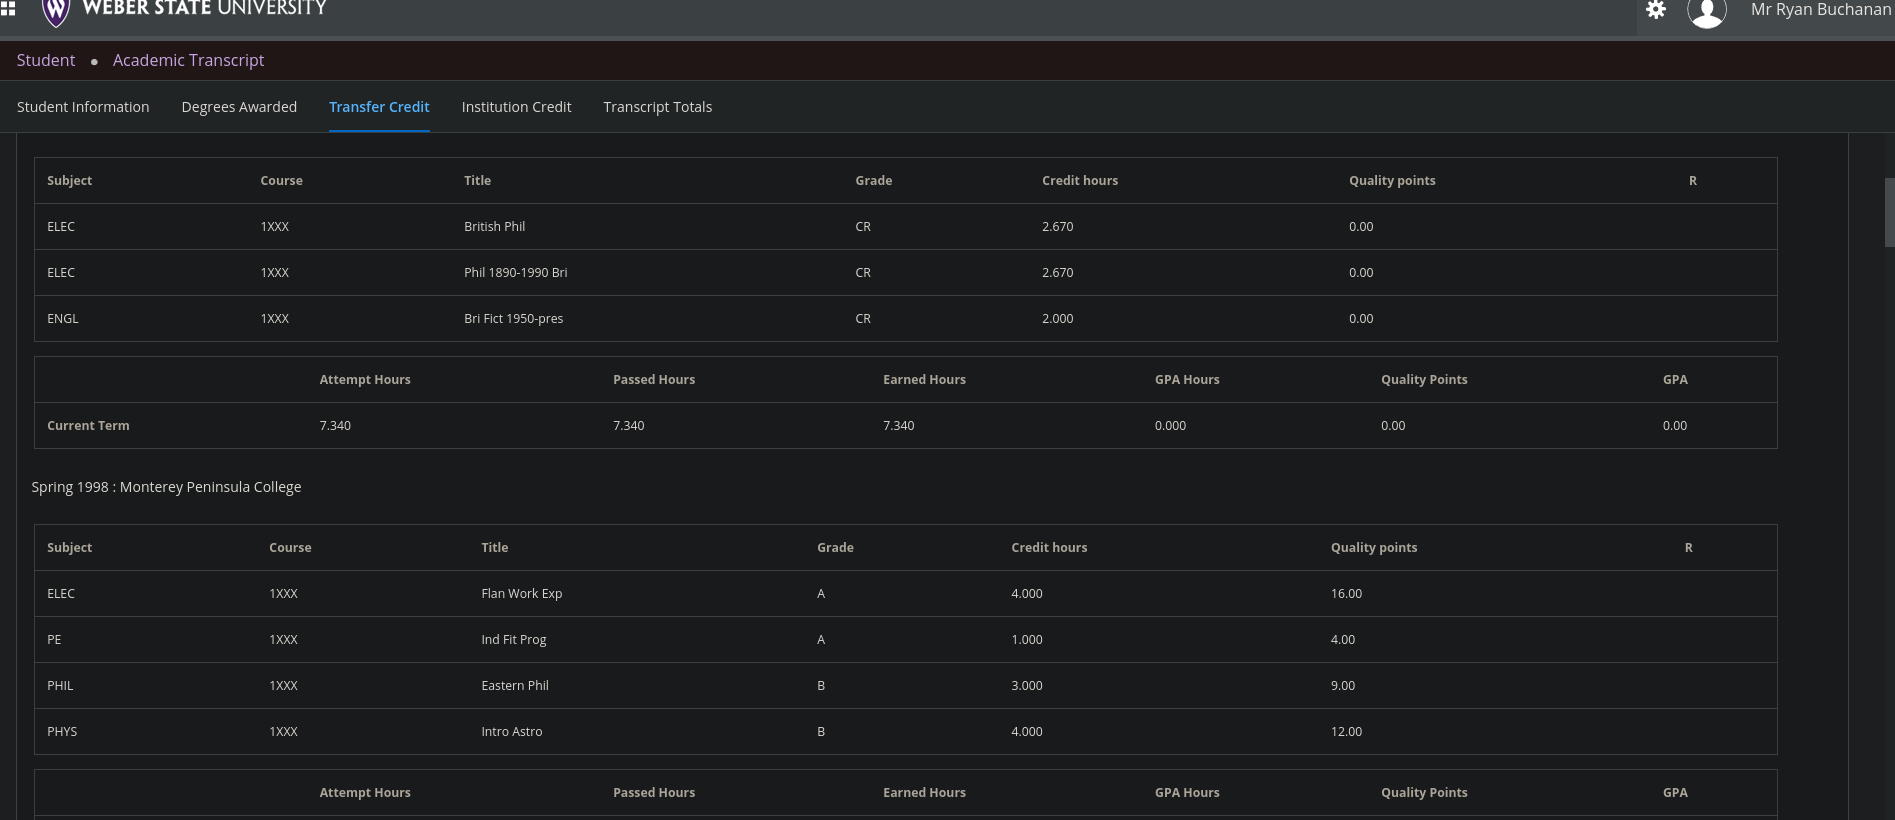 WEBER STATE UNIVERSITY
Mr Ryan Buchanan
Student • Academic Transcript
Student Information Degrees Awarded Transfer Credit Institution Credit Transcript Totals
Subject Course Title Grade Credit hours Quality points R
ELEC 1XXX British Phil CR 2.670 0.00
ELEC 1XXX Phil 1890-1990 Bri CR 2.670 0.00
ENGL 1XXX Bri Fict 1950-pres CR 2.000 0.00
Attempt Hours Passed Hours Earned Hours GPA Hours Quality Points GPA
Current Term 7.340 7.340 7.340 0.000 0.00 0.00
Spring 1998 : Monterey Peninsula College
Subject Course Title Grade Credit hours Quality points R
ELEC 1XXX Flan Work Exp A 4.000 16.00
PE 1XXX Ind Fit Prog A 1.000 4.00
PHIL 1XXX Eastern Phil B 3.000 9.00
PHYS 1XXX Intro Astro B 4.000 12.00
Attempt Hours Passed Hours Earned Hours GPA Hours Quality Points GPA